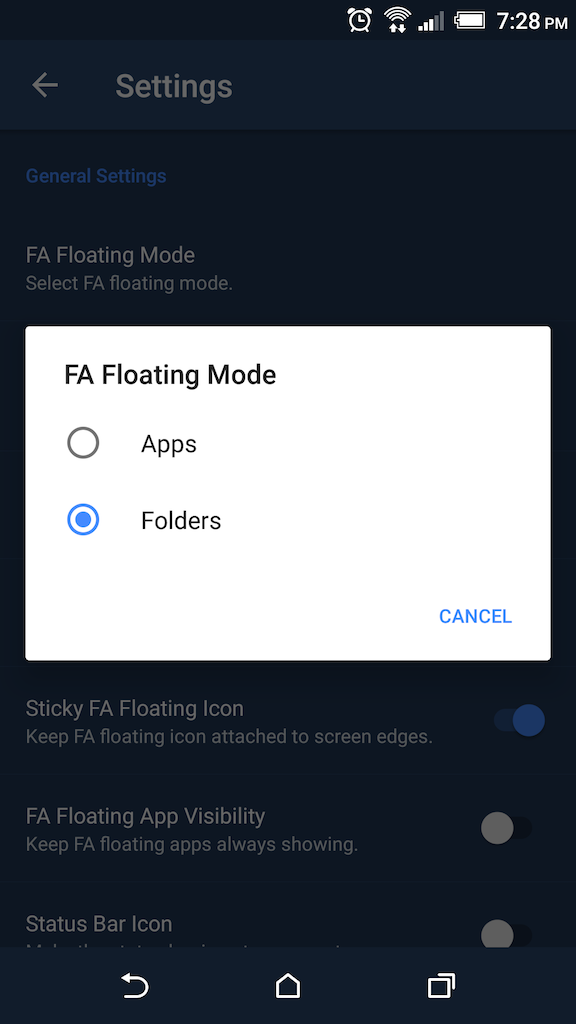 7:28 PM
Settings
General Settings
FA Floating Mode
Select FA floating mode.
FA Floating Mode
Apps
Folders
CANCEL
Sticky FA Floating Icon
Keep FA floating icon attached to screen edges.
FA Floating App Visibility
Keep FA floating apps always showing.
Status Bar Icon